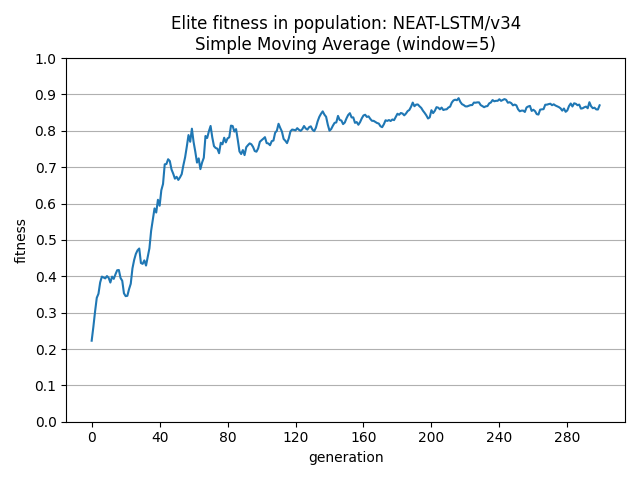 Elite fitness in population: NEAT-LSTM/v34
Simple Moving Average (window=5)
1.0
0.9
0.8
0.7
0.6
0.5
0.4
0.3
0.2
0.1
0.0
fitness
0 40 80 120 160 200 240 280
generation